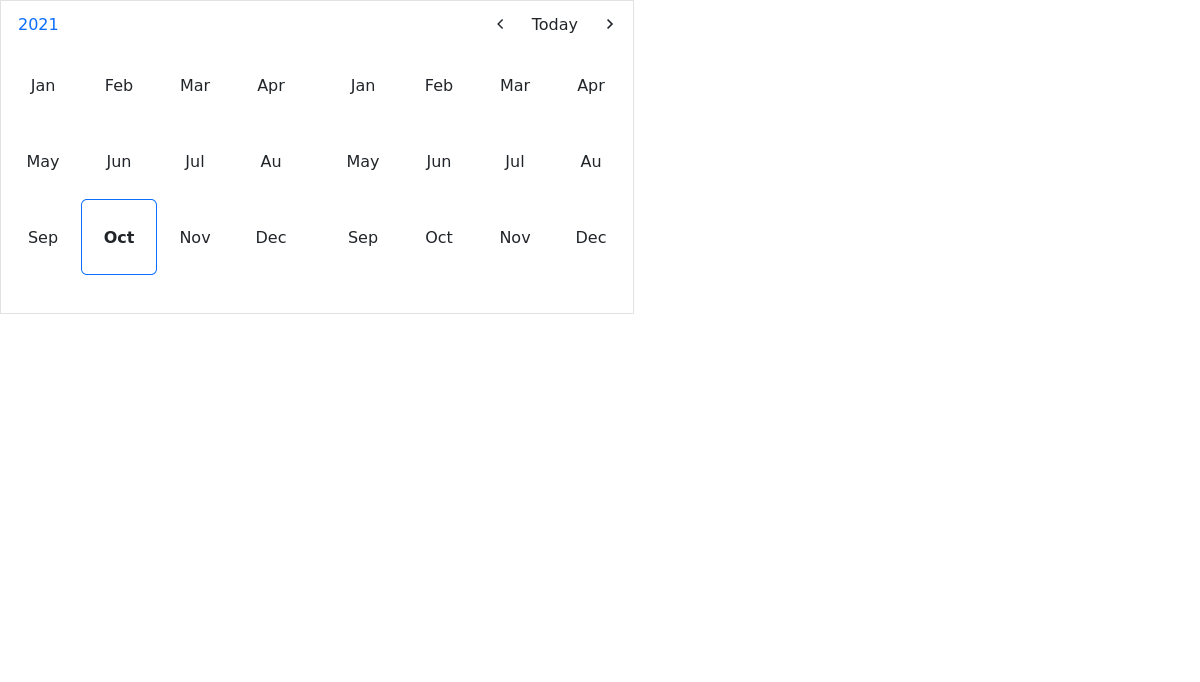 2021 Today
Jan Feb Mar Apr Jan Feb Mar Apr
May Jun Jul Au May Jun Jul Au
Sep Oct Nov Dec Sep Oct Nov Dec